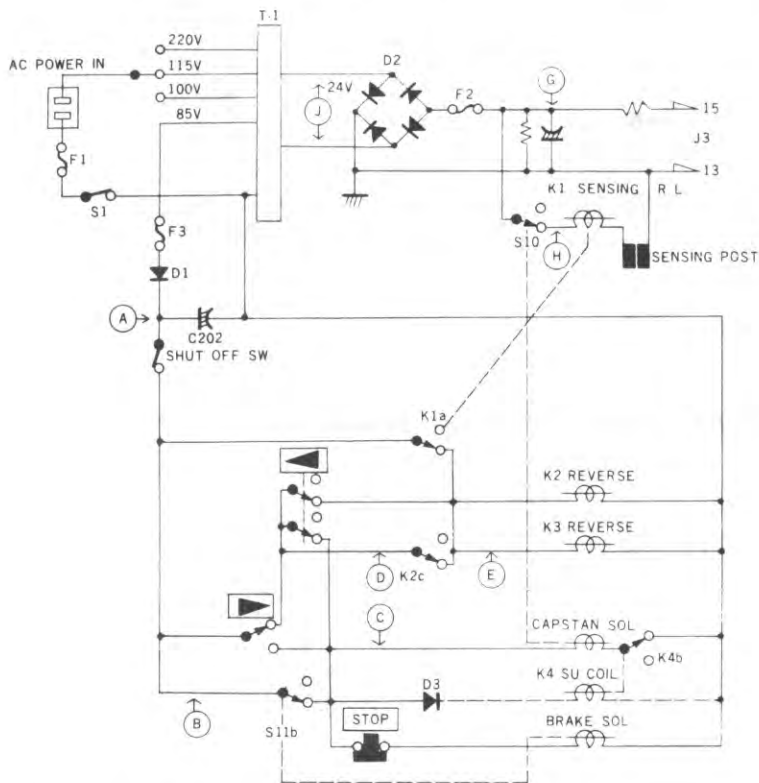 T-1
220V
D2
AC POWER IN
115V
24V
F2
G
100V
J
15
85V
J3
F1
13
K1 SENSING R L
S1
S10
H
F3
SENSING POST
D1
A
C202
SHUT OFF SW
K1a
K2 REVERSE
K3 REVERSE
D
K2c
E
C
CAPSTAN SOL
K4b
D3
K4 SU COIL
B
S11b
STOP
BRAKE SOL